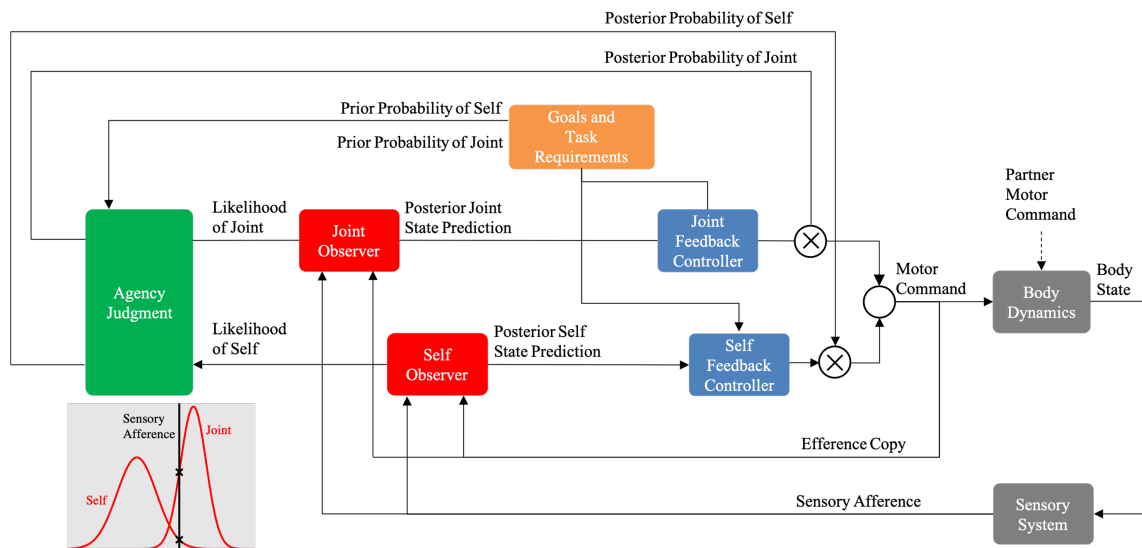 Posterior Probability of Self
Posterior Probability of Joint
Prior Probability of Self
Prior Probability of Joint
Goals and
Task
Requirements
Partner
Motor
Command
Likelihood
of Joint
Joint
Observer
Posterior Joint
State Prediction
Joint
Feedback
Controller
Motor
Command
Body
Dynamics
Body
State
Agency
Judgment
Likelihood
of Self
Self
Observer
Posterior Self
State Prediction
Self
Feedback
Controller
Sensory
Afference
Joint
Self
Efference Copy
Sensory Afference
Sensory
System